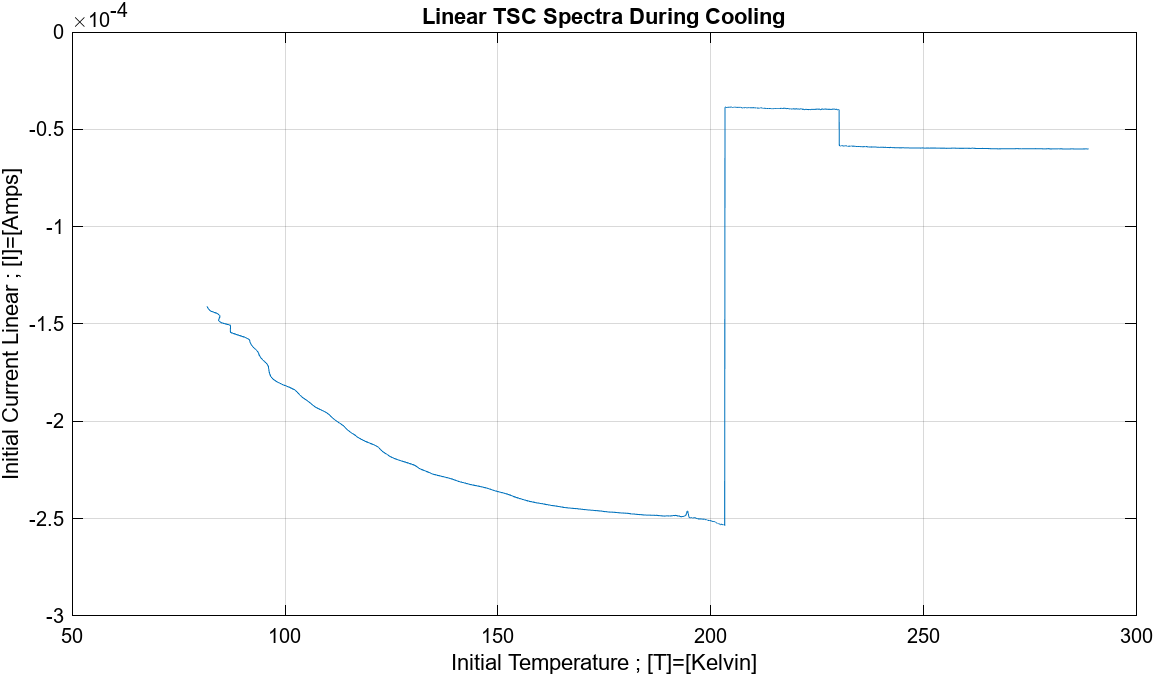 Linear TSC Spectra During Cooling
×10⁻⁴
0
-0.5
-1
-1.5
-2
-2.5
-3
Initial Current Linear ; [I]=[Amps]
50 100 150 200 250 300
Initial Temperature ; [T]=[Kelvin]